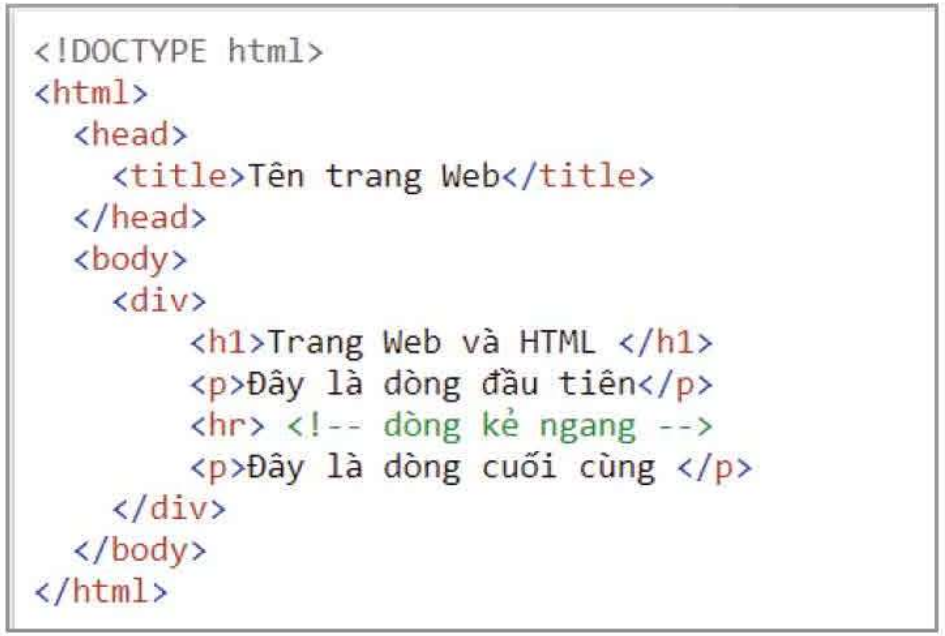 <!DOCTYPE html>
<html>
<head>
<title>Tên trang Web</title>
</head>
<body>
<div>
<h1>Trang Web và HTML </h1>
<p>Đây là dòng đầu tiên</p>
<hr> <!-- dòng kẻ ngang -->
<p>Đây là dòng cuối cùng </p>
</div>
</body>
</html>